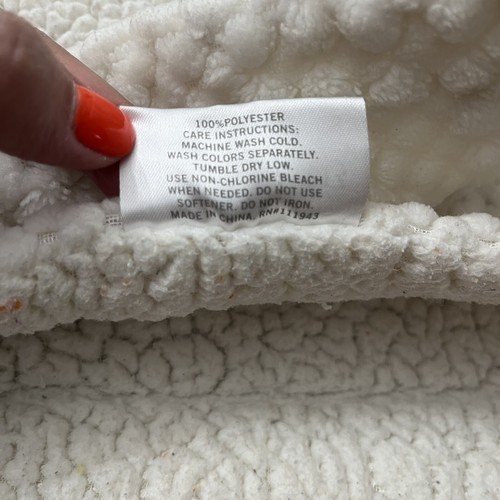 100%POLYESTER
CARE INSTRUCTIONS:
MACHINE WASH COLD.
WASH COLORS SEPARATELY.
TUMBLE DRY LOW.
USE NON-CHLORINE BLEACH
WHEN NEEDED. DO NOT USE
SOFTENER. DO NOT IRON.
MADE IN CHINA. RN#111943